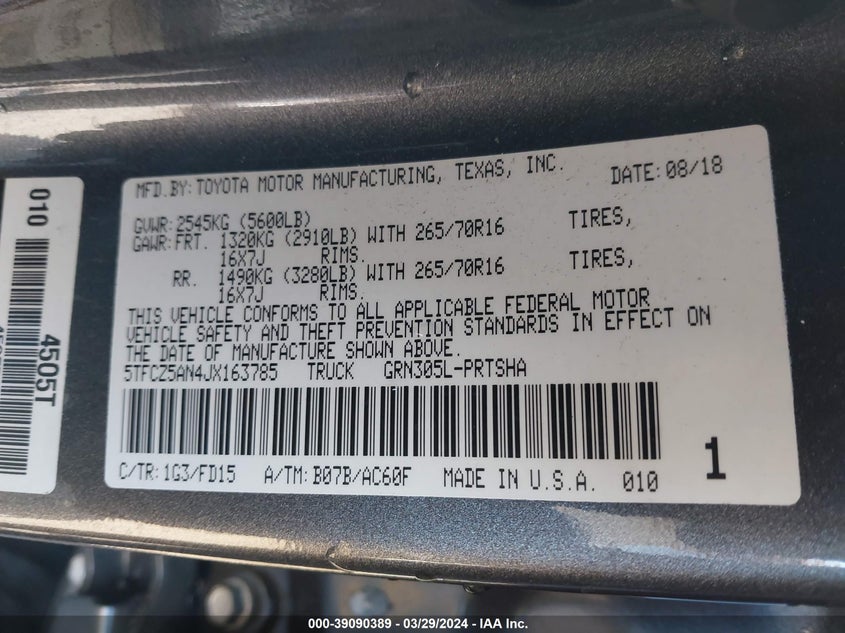 MFD.BY: TOYOTA MOTOR MANUFACTURING, TEXAS, INC. DATE: 08/18
GVWR: 2545KG (5600LB)
GAWR: FRT. 1320KG (2910LB) WITH 265/70R16 TIRES,
16X7J RIMS.
RR. 1490KG (3280LB) WITH 265/70R16 TIRES,
16X7J RIMS.
THIS VEHICLE CONFORMS TO ALL APPLICABLE FEDERAL MOTOR
VEHICLE SAFETY AND THEFT PREVENTION STANDARDS IN EFFECT ON
THE DATE OF MANUFACTURE SHOWN ABOVE.
5TFCZ5AN4JX163785 TRUCK GRN305L-PRTSHA
C/TR: 1G3/FD15 A/TM: B07B/AC60F MADE IN U.S.A. 010
1
010
4505T
000-39090389 - 03/29/2024 - IAA Inc.